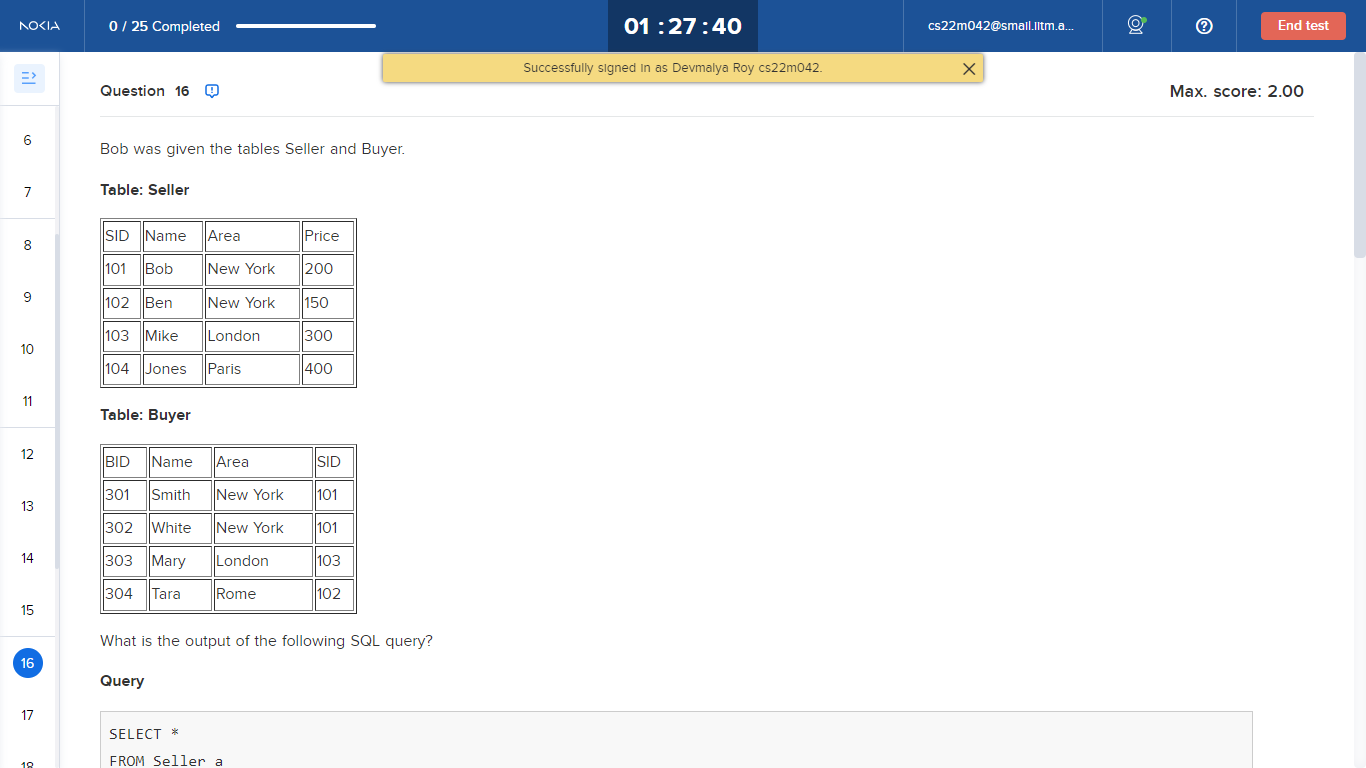 NOKIA
0 / 25 Completed
01 : 27 : 40
cs22m042@smail.iitm.a...
End test
Successfully signed in as Devmalya Roy cs22m042.
Question 16
Max. score: 2.00
6
7
8
9
10
11
12
13
14
15
16
17
18
Bob was given the tables Seller and Buyer.
Table: Seller
SID Name Area Price
101 Bob New York 200
102 Ben New York 150
103 Mike London 300
104 Jones Paris 400
Table: Buyer
BID Name Area SID
301 Smith New York 101
302 White New York 101
303 Mary London 103
304 Tara Rome 102
What is the output of the following SQL query?
Query
SELECT *
FROM Seller a